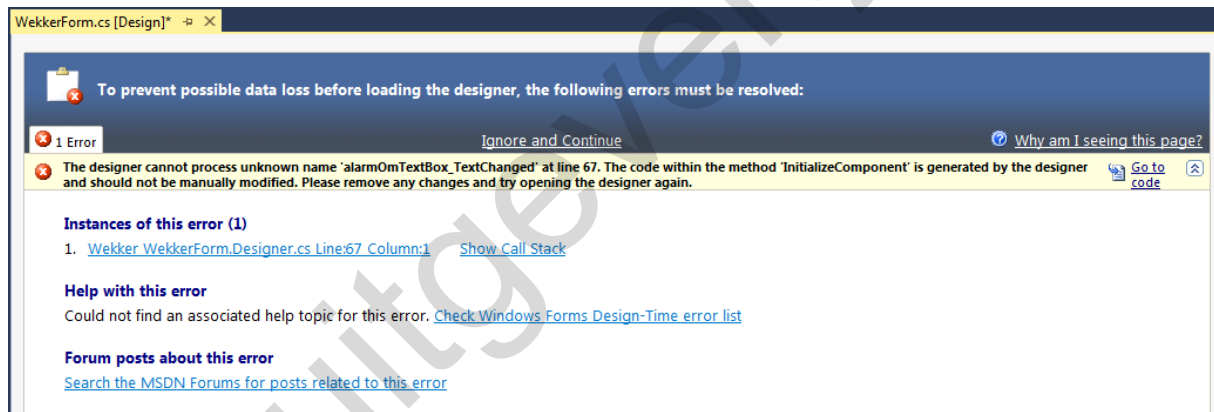 WekkerForm.cs [Design]*
To prevent possible data loss before loading the designer, the following errors must be resolved:
1 Error Ignore and Continue Why am I seeing this page?
The designer cannot process unknown name 'alarmOmTextBox_TextChanged' at line 67. The code within the method 'InitializeComponent' is generated by the designer Go to
and should not be manually modified. Please remove any changes and try opening the designer again. code
Instances of this error (1)
1. Wekker WekkerForm.Designer.cs Line:67 Column:1 Show Call Stack
Help with this error
Could not find an associated help topic for this error. Check Windows Forms Design-Time error list
Forum posts about this error
Search the MSDN Forums for posts related to this error